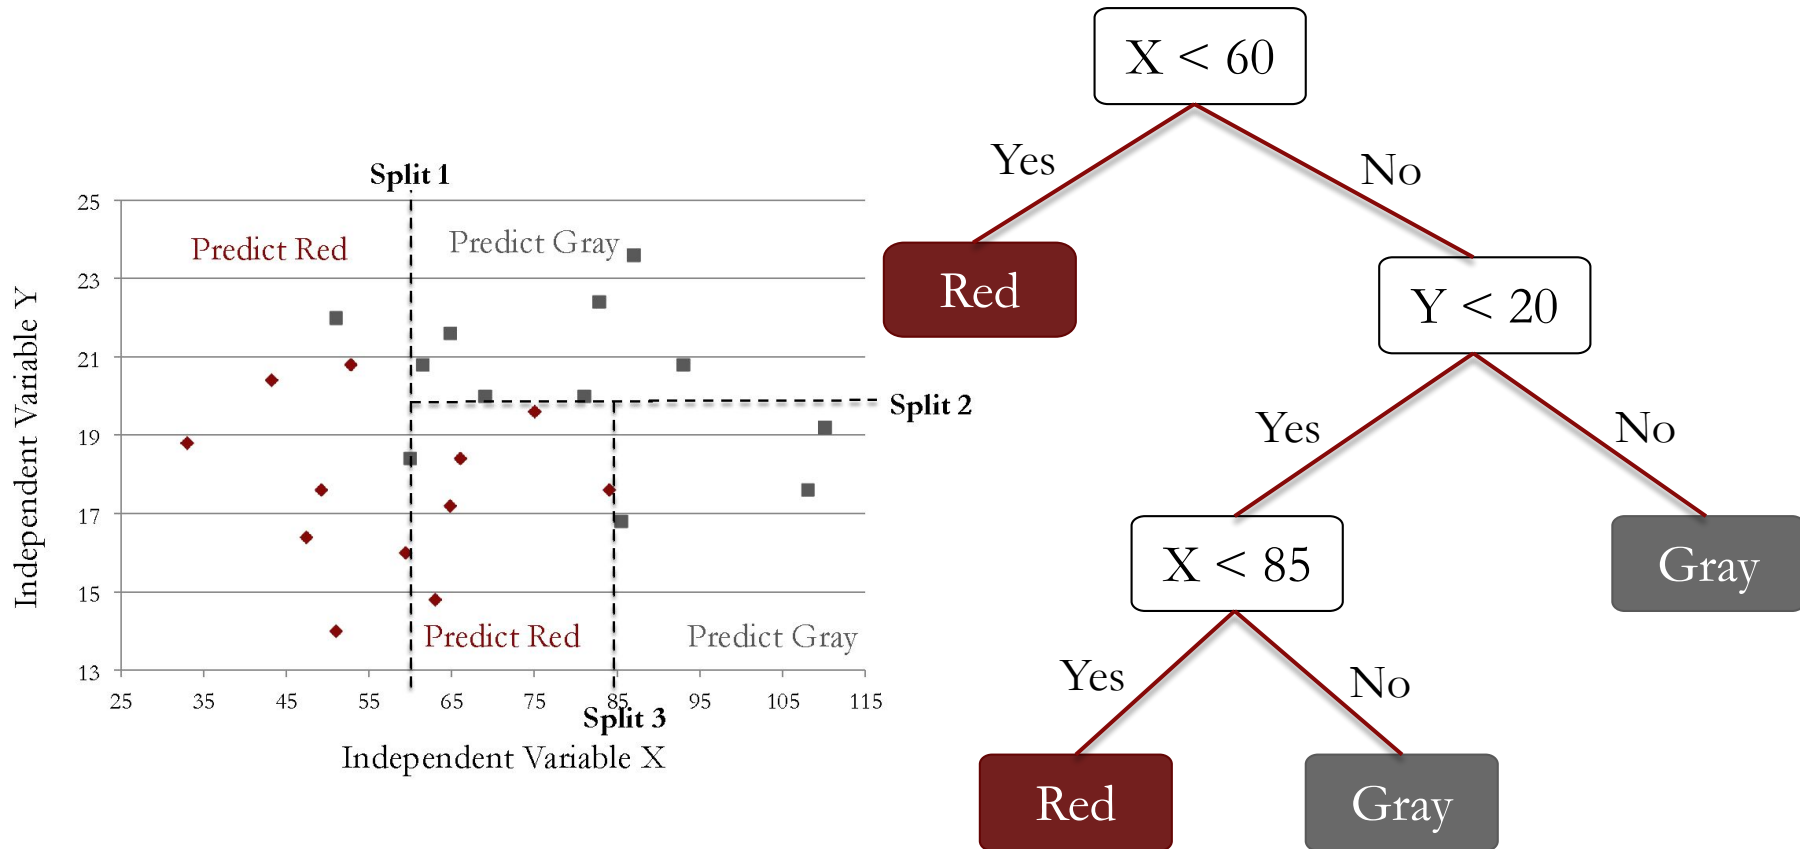 Split 1
25
23
21
19
17
15
13
Independent Variable Y
Predict Red
Predict Gray
Split 2
Predict Red
Predict Gray
25 35 45 55 65 75 85 95 105 115
Split 3
Independent Variable X
X < 60
Yes
No
Red
Y < 20
Yes
No
X < 85
Gray
Yes
No
Red
Gray